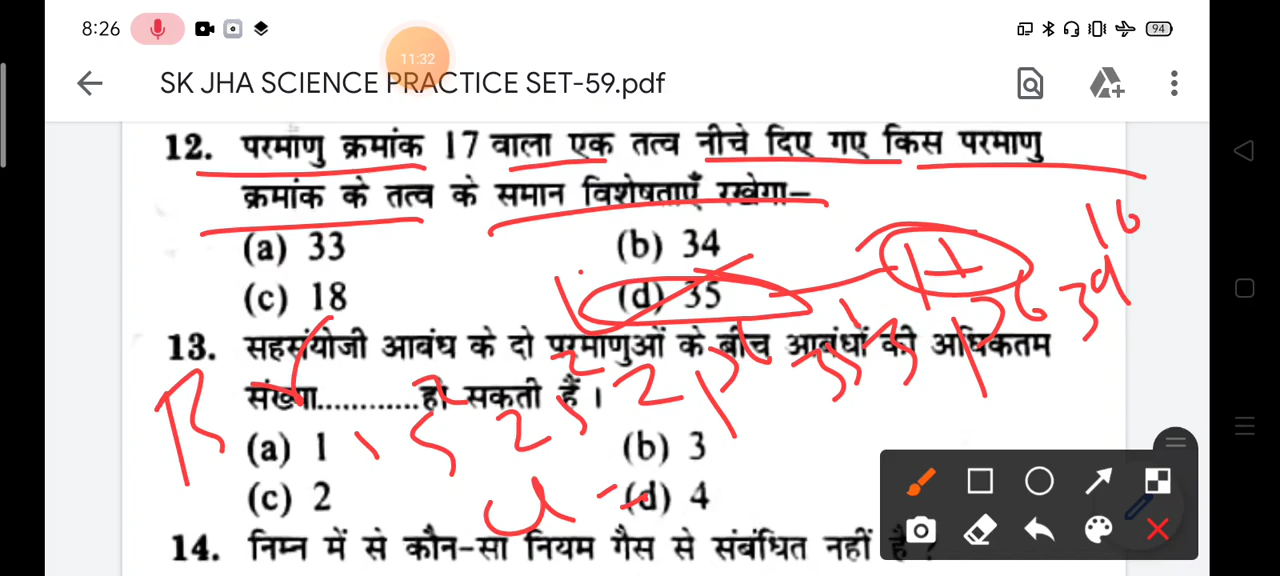 8:26
94
11:32
SK JHA SCIENCE PRACTICE SET-59.pdf
12. परमाणु क्रमांक 17 वाला एक तत्व नीचे दिए गए किस परमाणु
क्रमांक के तत्व के समान विशेषताएँ रखेगा–
(a) 33 (b) 34
(c) 18 (d) 35
13. सहसंयोजी आबंध के दो परमाणुओं के बीच आबंधों की अधिकतम
संख्या............हो सकती हैं ।
(a) 1 (b) 3
(c) 2 (d) 4
14. निम्न में से कौन-सा नियम गैस से संबंधित नहीं है ?